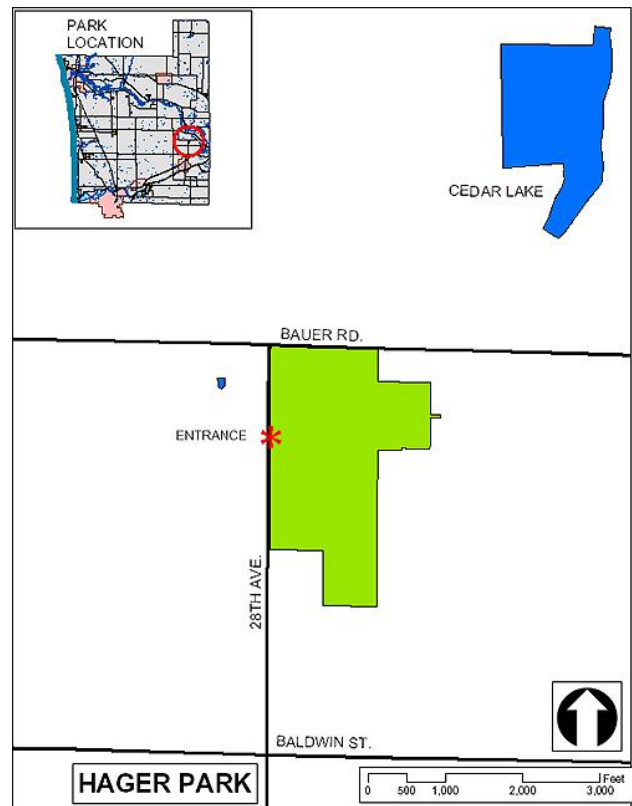 PARK
LOCATION
CEDAR LAKE
BAUER RD.
ENTRANCE
28TH AVE.
BALDWIN ST.
HAGER PARK
Feet
0 500 1,000 2,000 3,000